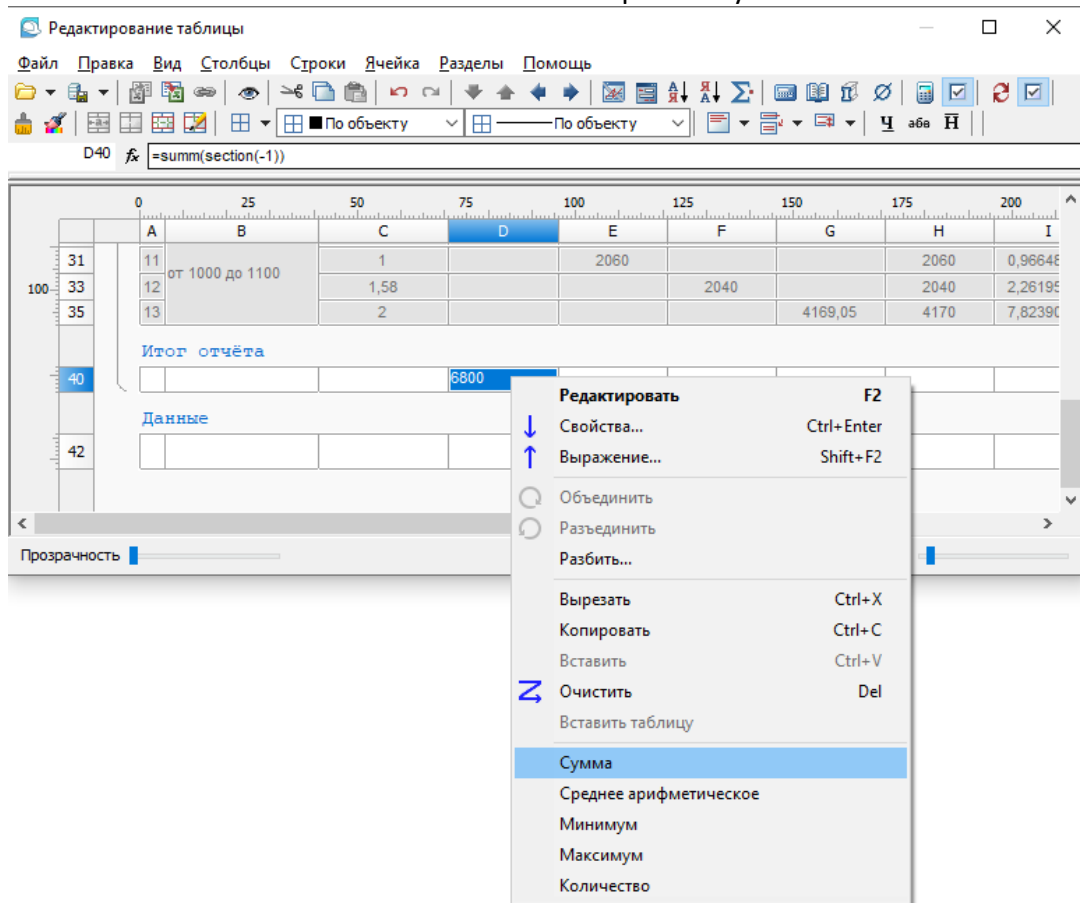 Редактирование таблицы
Файл Правка Вид Столбцы Строки Ячейка Разделы Помощь
По объекту По объекту Ч абв Н
D40 fx =summ(section(-1))
0 25 50 75 100 125 150 175 200
A B C D E F G H I
31 11 от 1000 до 1100 1 2060 2060 0,96648
100 33 12 1,58 2040 2040 2,26195
35 13 2 4169,05 4170 7,82390
Итог отчёта
40 6800
Данные
42
Прозрачность
Редактировать F2
Свойства... Ctrl+Enter
Выражение... Shift+F2
Объединить
Разъединить
Разбить...
Вырезать Ctrl+X
Копировать Ctrl+C
Вставить Ctrl+V
Очистить Del
Вставить таблицу
Сумма
Среднее арифметическое
Минимум
Максимум
Количество